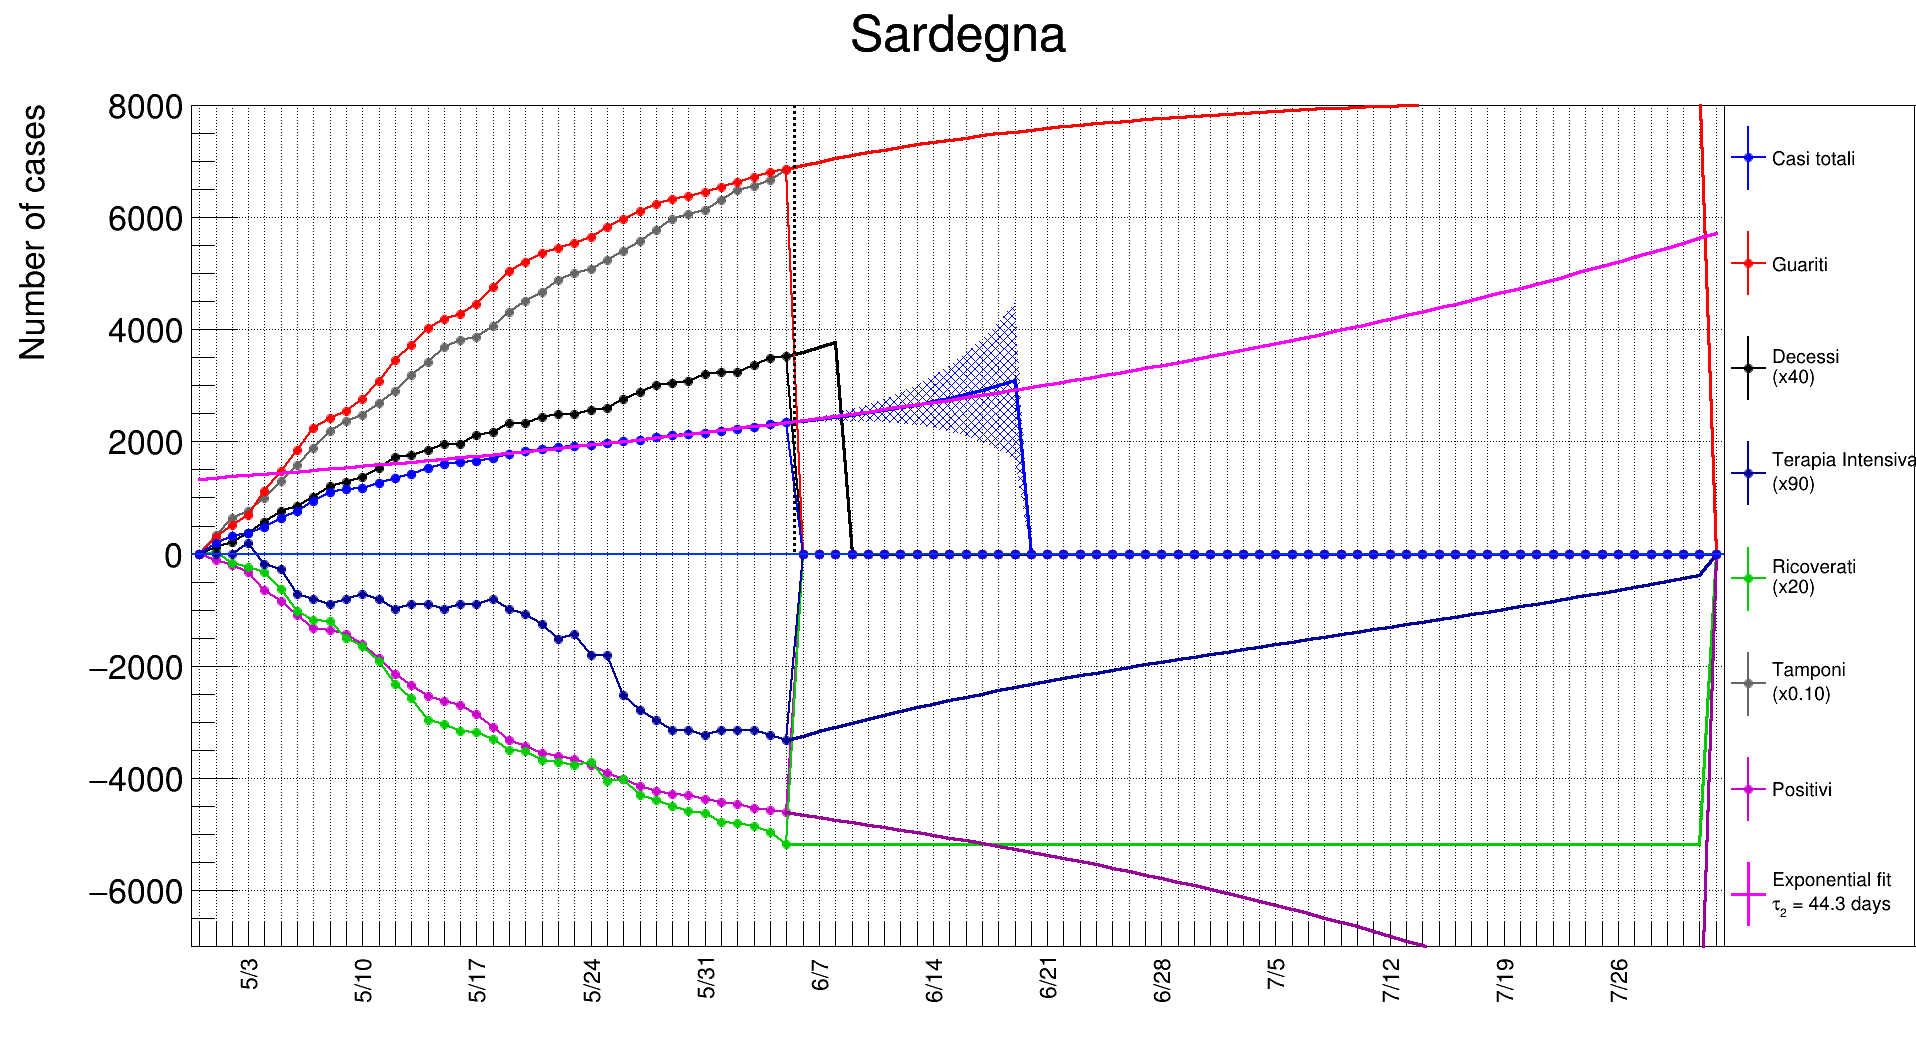 Sardegna
Number of cases
8000
6000
4000
2000
0
−2000
−4000
−6000
5/3
5/10
5/17
5/24
5/31
6/7
6/14
6/21
6/28
7/5
7/12
7/19
7/26
Casi totali
Guariti
Decessi
(x40)
Terapia Intensiva
(x90)
Ricoverati
(x20)
Tamponi
(x0.10)
Positivi
Exponential fit
τ2 = 44.3 days